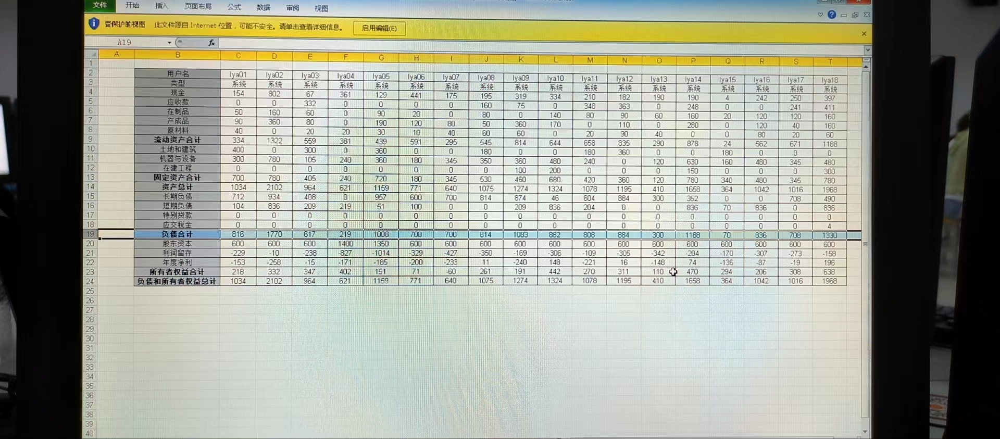 文件 开始 插入 页面布局 公式 数据 审阅 视图
受保护的视图 此文件源自 Internet 位置，可能不安全。请单击查看详细信息。 启用编辑(E)
A19 fx
A B C D E F G H I J K L M N O P Q R S T
1
2 用户名 lya01 lya02 lya03 lya04 lya05 lya06 lya07 lya08 lya09 lya10 lya11 lya12 lya13 lya14 lya15 lya16 lya17 lya18
3 类型 系统 系统 系统 系统 系统 系统 系统 系统 系统 系统 系统 系统 系统 系统 系统 系统 系统 系统
4 现金 154 802 67 361 129 441 175 195 319 334 210 182 190 190 4 242 250 397
5 应收款 0 0 332 0 0 0 0 160 75 0 348 363 0 248 0 0 241 411
6 在制品 50 160 60 0 90 20 0 80 0 140 80 90 60 160 20 120 120 160
7 产成品 90 360 80 0 190 120 80 50 360 170 0 110 0 280 0 120 40 160
8 原材料 40 0 20 20 30 10 40 60 60 0 20 90 40 0 0 80 20 60
9 流动资产合计 334 1322 559 381 439 591 295 545 814 644 658 835 290 878 24 562 671 1188
10 土地和建筑 400 0 300 0 360 0 0 180 0 0 180 360 0 0 180 0 0 0
11 机器与设备 300 780 105 240 360 180 345 350 360 480 240 0 120 630 160 480 345 480
12 在建工程 0 0 0 0 0 0 0 0 100 200 0 0 0 150 0 0 0 300
13 固定资产合计 700 780 405 240 720 180 345 530 460 680 420 360 120 780 340 480 345 780
14 资产总计 1034 2102 964 621 1159 771 640 1075 1274 1324 1078 1195 410 1658 364 1042 1016 1968
15 长期负债 712 934 408 0 957 600 700 814 874 46 604 884 300 352 0 0 708 490
16 短期负债 104 836 209 219 51 100 0 0 209 836 204 0 0 836 70 836 0 836
17 特别贷款 0 0 0 0 0 0 0 0 0 0 0 0 0 0 0 0 0 0
18 应交税金 0 0 0 0 0 0 0 0 0 0 0 0 0 0 0 0 0 4
19 负债合计 816 1770 617 219 1008 700 700 814 1083 882 808 884 300 1188 70 836 708 1330
20 股东资本 600 600 600 1400 1350 600 600 600 600 600 600 600 600 600 600 600 600 600
21 利润留存 -229 -10 -238 -827 -1014 -329 -427 -350 -169 -306 -109 -305 -342 -204 -170 -307 -273 -158
22 年度净利 -153 -258 -15 -171 -185 -200 -233 11 -240 148 -221 16 -148 74 -136 -87 -19 196
23 所有者权益合计 218 332 347 402 151 71 -60 261 191 442 270 311 110 470 294 206 308 638
24 负债和所有者权益总计 1034 2102 964 621 1159 771 640 1075 1274 1324 1078 1195 410 1658 364 1042 1016 1968
25
26
27
28
29
30
31
32
33
34
35
36
37
38
39
40